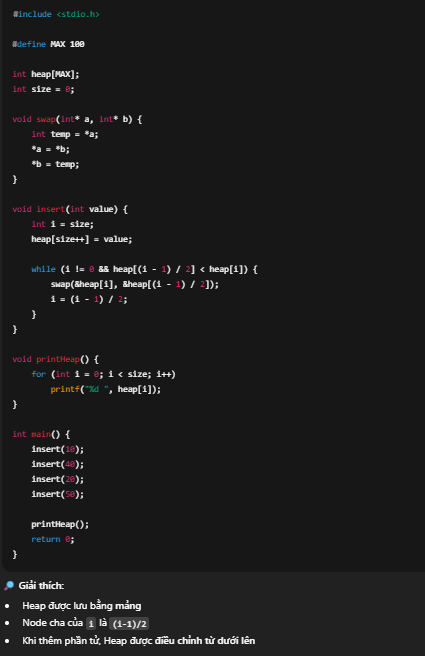 #include <stdio.h>
#define MAX 100
int heap[MAX];
int size = 0;
void swap(int* a, int* b) {
    int temp = *a;
    *a = *b;
    *b = temp;
}
void insert(int value) {
    int i = size;
    heap[size++] = value;
    while (i != 0 && heap[(i - 1) / 2] < heap[i]) {
        swap(&heap[i], &heap[(i - 1) / 2]);
        i = (i - 1) / 2;
    }
}
void printHeap() {
    for (int i = 0; i < size; i++)
        printf("%d ", heap[i]);
}
int main() {
    insert(10);
    insert(40);
    insert(20);
    insert(50);
    printHeap();
    return 0;
}
🔎 Giải thích:
• Heap được lưu bằng mảng
• Node cha của i là (i-1)/2
• Khi thêm phần tử, Heap được điều chỉnh từ dưới lên